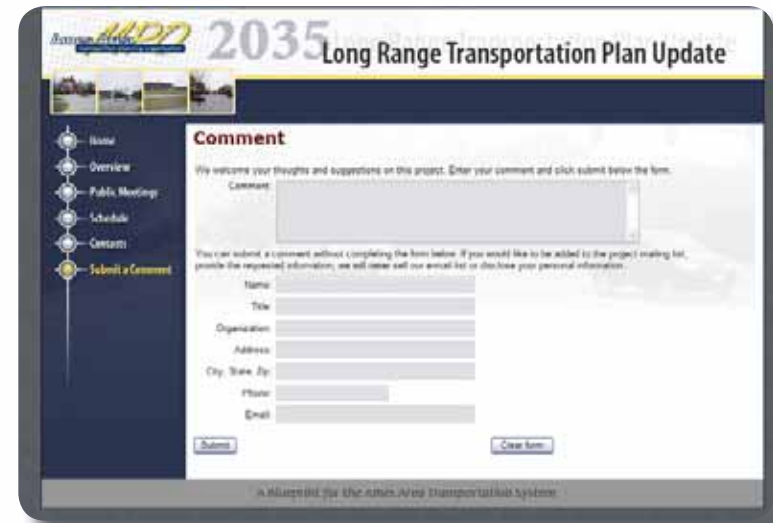 Ames Area MPO
2035 Long Range Transportation Plan Update
Home
Overview
Public Meetings
Schedule
Contacts
Submit a Comment
Comment
We welcome your thoughts and suggestions on this project. Enter your comment and click submit below the form.
Comment:
You can submit a comment without completing the form below. If you would like to be added to the project mailing list,
provide the requested information, we will never sell our e-mail list or disclose your personal information.
Name:
Title:
Organization:
Address:
City, State, Zip:
Phone:
Email:
Submit
Clear form
A Blueprint for the Ames Area Transportation System